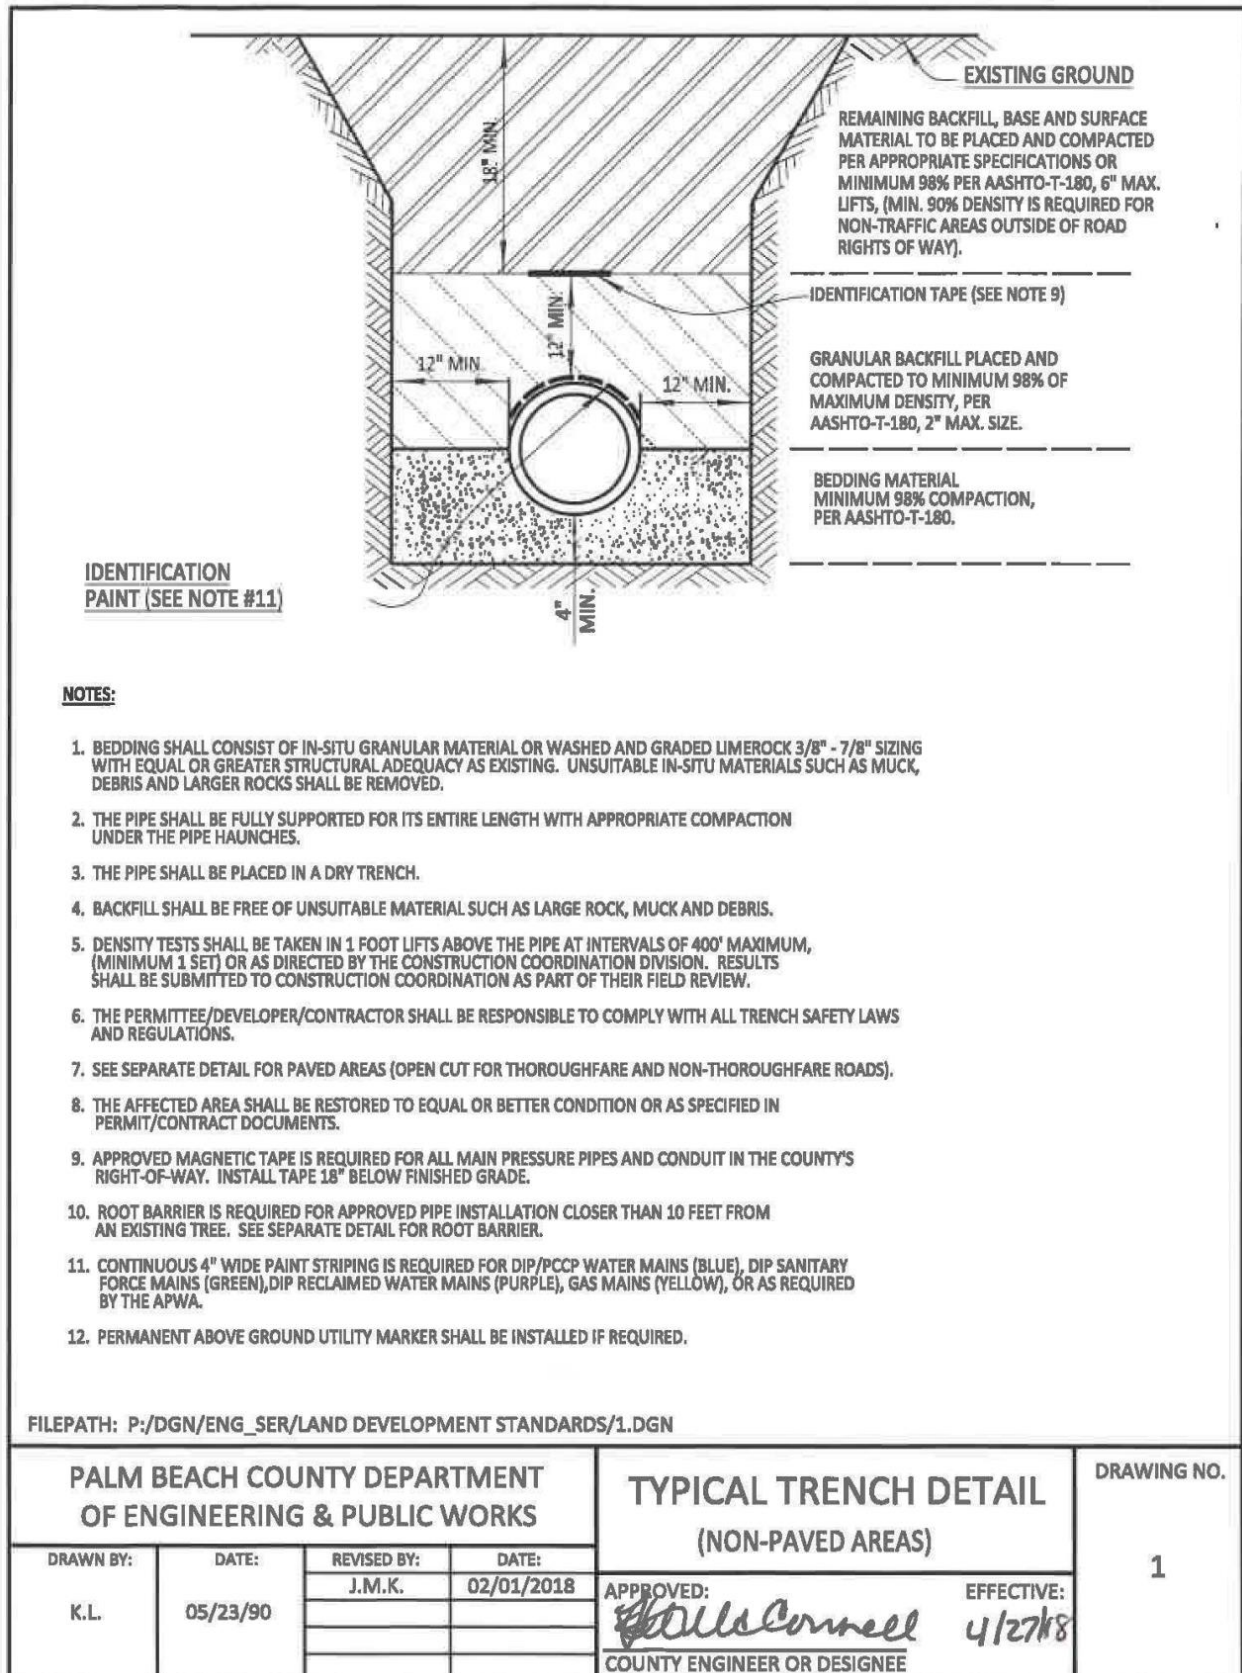 EXISTING GROUND
REMAINING BACKFILL, BASE AND SURFACE
MATERIAL TO BE PLACED AND COMPACTED
PER APPROPRIATE SPECIFICATIONS OR
MINIMUM 98% PER AASHTO-T-180, 6" MAX.
LIFTS, (MIN. 90% DENSITY IS REQUIRED FOR
NON-TRAFFIC AREAS OUTSIDE OF ROAD
RIGHTS OF WAY).
18" MIN.
IDENTIFICATION TAPE (SEE NOTE 9)
12" MIN.
12" MIN.
12" MIN.
GRANULAR BACKFILL PLACED AND
COMPACTED TO MINIMUM 98% OF
MAXIMUM DENSITY, PER
AASHTO-T-180, 2" MAX. SIZE.
BEDDING MATERIAL
MINIMUM 98% COMPACTION,
PER AASHTO-T-180.
IDENTIFICATION
PAINT (SEE NOTE #11)
4"
MIN.
NOTES:
1. BEDDING SHALL CONSIST OF IN-SITU GRANULAR MATERIAL OR WASHED AND GRADED LIMEROCK 3/8" - 7/8" SIZING
WITH EQUAL OR GREATER STRUCTURAL ADEQUACY AS EXISTING. UNSUITABLE IN-SITU MATERIALS SUCH AS MUCK,
DEBRIS AND LARGER ROCKS SHALL BE REMOVED.
2. THE PIPE SHALL BE FULLY SUPPORTED FOR ITS ENTIRE LENGTH WITH APPROPRIATE COMPACTION
UNDER THE PIPE HAUNCHES.
3. THE PIPE SHALL BE PLACED IN A DRY TRENCH.
4. BACKFILL SHALL BE FREE OF UNSUITABLE MATERIAL SUCH AS LARGE ROCK, MUCK AND DEBRIS.
5. DENSITY TESTS SHALL BE TAKEN IN 1 FOOT LIFTS ABOVE THE PIPE AT INTERVALS OF 400' MAXIMUM,
(MINIMUM 1 SET) OR AS DIRECTED BY THE CONSTRUCTION COORDINATION DIVISION. RESULTS
SHALL BE SUBMITTED TO CONSTRUCTION COORDINATION AS PART OF THEIR FIELD REVIEW.
6. THE PERMITTEE/DEVELOPER/CONTRACTOR SHALL BE RESPONSIBLE TO COMPLY WITH ALL TRENCH SAFETY LAWS
AND REGULATIONS.
7. SEE SEPARATE DETAIL FOR PAVED AREAS (OPEN CUT FOR THOROUGHFARE AND NON-THOROUGHFARE ROADS).
8. THE AFFECTED AREA SHALL BE RESTORED TO EQUAL OR BETTER CONDITION OR AS SPECIFIED IN
PERMIT/CONTRACT DOCUMENTS.
9. APPROVED MAGNETIC TAPE IS REQUIRED FOR ALL MAIN PRESSURE PIPES AND CONDUIT IN THE COUNTY'S
RIGHT-OF-WAY. INSTALL TAPE 18" BELOW FINISHED GRADE.
10. ROOT BARRIER IS REQUIRED FOR APPROVED PIPE INSTALLATION CLOSER THAN 10 FEET FROM
AN EXISTING TREE. SEE SEPARATE DETAIL FOR ROOT BARRIER.
11. CONTINUOUS 4" WIDE PAINT STRIPING IS REQUIRED FOR DIP/PCCP WATER MAINS (BLUE), DIP SANITARY
FORCE MAINS (GREEN),DIP RECLAIMED WATER MAINS (PURPLE), GAS MAINS (YELLOW), OR AS REQUIRED
BY THE APWA.
12. PERMANENT ABOVE GROUND UTILITY MARKER SHALL BE INSTALLED IF REQUIRED.
FILEPATH: P:/DGN/ENG_SER/LAND DEVELOPMENT STANDARDS/1.DGN
PALM BEACH COUNTY DEPARTMENT
OF ENGINEERING & PUBLIC WORKS
DRAWN BY:
K.L.
DATE:
05/23/90
REVISED BY:
J.M.K.
DATE:
02/01/2018
TYPICAL TRENCH DETAIL
(NON-PAVED AREAS)
APPROVED:
EFFECTIVE:
4/27/18
COUNTY ENGINEER OR DESIGNEE
DRAWING NO.
1